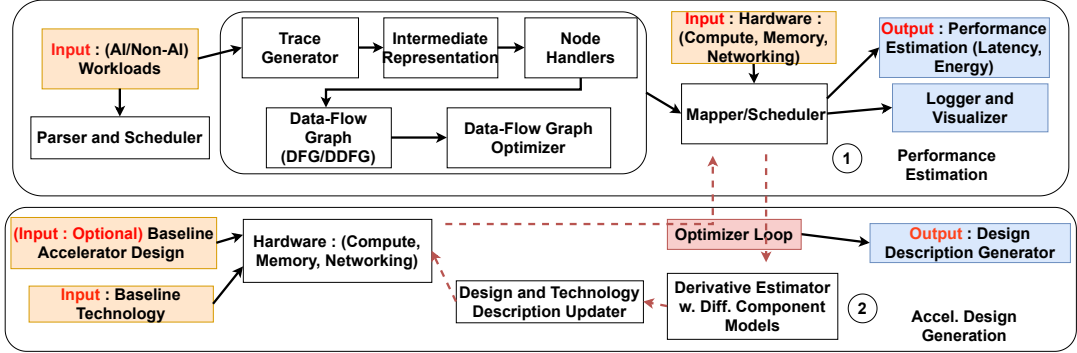 Input : (AI/Non-AI)
Workloads
Parser and Scheduler
Trace
Generator
Intermediate
Representation
Node
Handlers
Data-Flow
Graph
(DFG/DDFG)
Data-Flow Graph
Optimizer
Input : Hardware :
(Compute, Memory,
Networking)
Mapper/Scheduler
Output : Performance
Estimation (Latency,
Energy)
Logger and
Visualizer
1
Performance
Estimation
(Input : Optional) Baseline
Accelerator Design
Input : Baseline
Technology
Hardware : (Compute,
Memory, Networking)
Design and Technology
Description Updater
Optimizer Loop
Derivative Estimator
w. Diff. Component
Models
Output : Design
Description Generator
2
Accel. Design
Generation